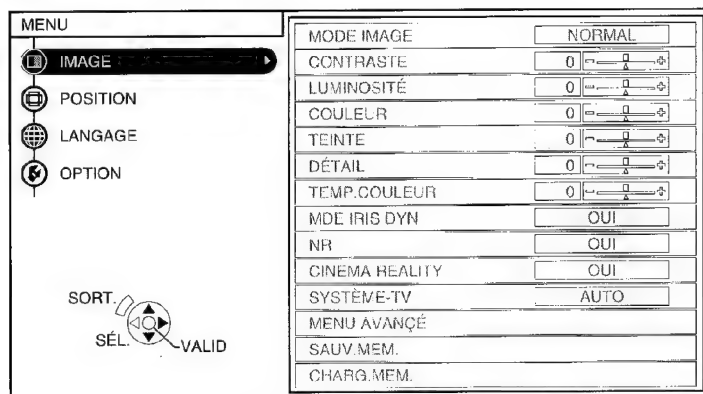 MENU
IMAGE
POSITION
LANGAGE
OPTION
SORT.
SÉL.
VALID
MODE IMAGE NORMAL
CONTRASTE 0
LUMINOSITÉ 0
COULEUR 0
TEINTE 0
DÉTAIL 0
TEMP.COULEUR 0
MDE IRIS DYN OUI
NR OUI
CINEMA REALITY OUI
SYSTÈME-TV AUTO
MENU AVANÇÉ
SAUV.MEM.
CHARG.MEM.